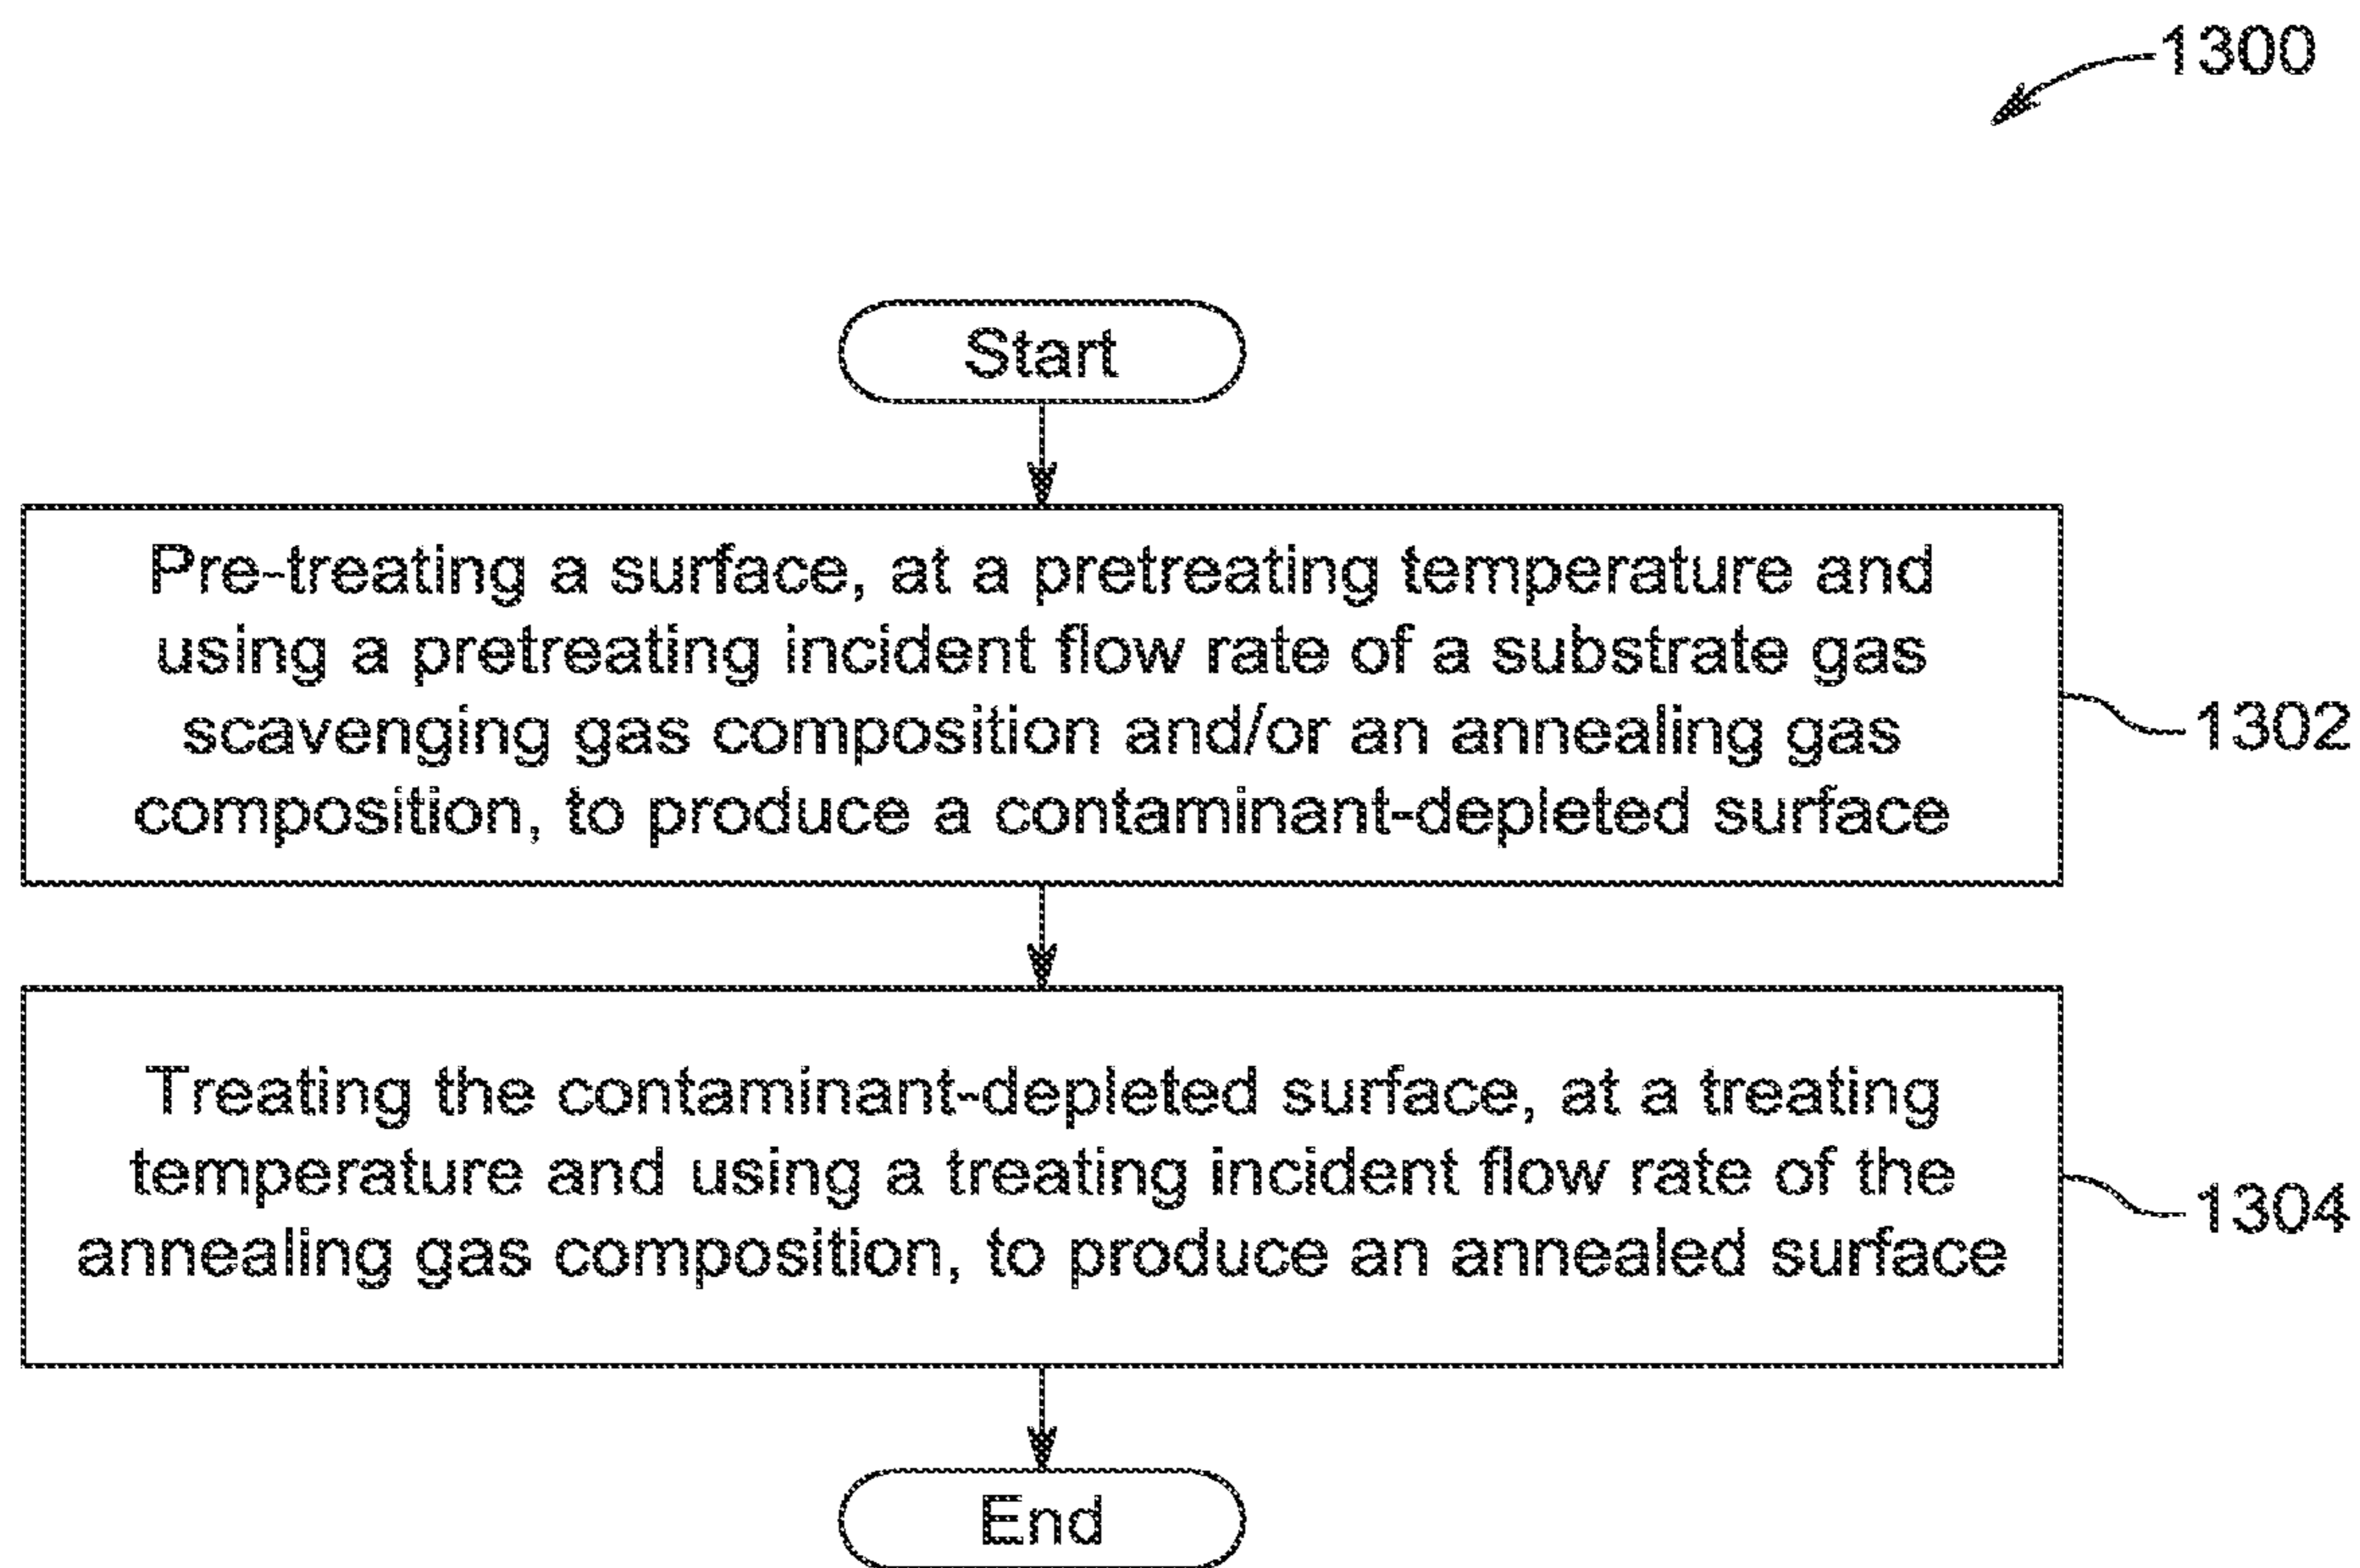 1300
Start
Pre-treating a surface, at a pretreating temperature and
using a pretreating incident flow rate of a substrate gas
scavenging gas composition and/or an annealing gas
composition, to produce a contaminant-depleted surface
1302
Treating the contaminant-depleted surface, at a treating
temperature and using a treating incident flow rate of the
annealing gas composition, to produce an annealed surface
1304
End